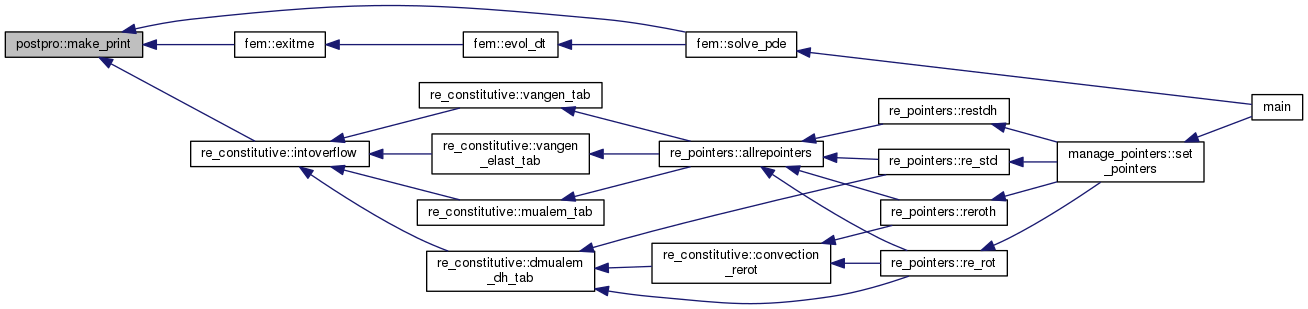 postpro::make_print
fem::exitme
fem::evol_dt
fem::solve_pde
main
re_constitutive::intoverflow
re_constitutive::vangen_tab
re_constitutive::vangen
_elast_tab
re_constitutive::mualem_tab
re_constitutive::dmualem
_dh_tab
re_pointers::allrepointers
re_constitutive::convection
_rerot
re_pointers::restdh
re_pointers::re_std
re_pointers::reroth
re_pointers::re_rot
manage_pointers::set
_pointers